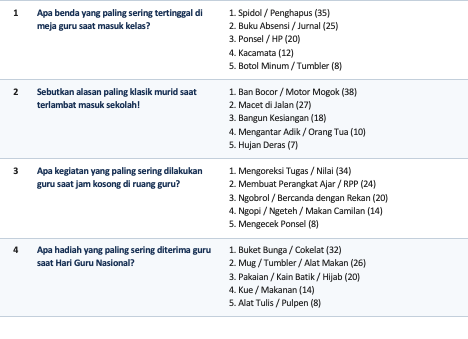 1 Apa benda yang paling sering tertinggal di
meja guru saat masuk kelas?
1. Spidol / Penghapus (35)
2. Buku Absensi / Jurnal (25)
3. Ponsel / HP (20)
4. Kacamata (12)
5. Botol Minum / Tumbler (8)
2 Sebutkan alasan paling klasik murid saat
terlambat masuk sekolah!
1. Ban Bocor / Motor Mogok (38)
2. Macet di Jalan (27)
3. Bangun Kesiangan (18)
4. Mengantar Adik / Orang Tua (10)
5. Hujan Deras (7)
3 Apa kegiatan yang paling sering dilakukan
guru saat jam kosong di ruang guru?
1. Mengoreksi Tugas / Nilai (34)
2. Membuat Perangkat Ajar / RPP (24)
3. Ngobrol / Bercanda dengan Rekan (20)
4. Ngopi / Ngeteh / Makan Camilan (14)
5. Mengecek Ponsel (8)
4 Apa hadiah yang paling sering diterima guru
saat Hari Guru Nasional?
1. Buket Bunga / Cokelat (32)
2. Mug / Tumbler / Alat Makan (26)
3. Pakaian / Kain Batik / Hijab (20)
4. Kue / Makanan (14)
5. Alat Tulis / Pulpen (8)